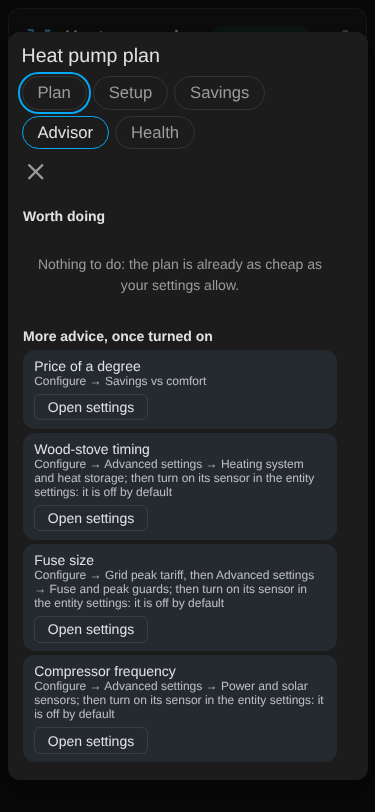 Heat pump plan
Plan
Setup
Savings
Advisor
Health
Worth doing
Nothing to do: the plan is already as cheap as
your settings allow.
More advice, once turned on
Price of a degree
Configure → Savings vs comfort
Open settings
Wood-stove timing
Configure → Advanced settings → Heating system
and heat storage; then turn on its sensor in the entity
settings: it is off by default
Open settings
Fuse size
Configure → Grid peak tariff, then Advanced settings
→ Fuse and peak guards; then turn on its sensor in
the entity settings: it is off by default
Open settings
Compressor frequency
Configure → Advanced settings → Power and solar
sensors; then turn on its sensor in the entity settings: it
is off by default
Open settings